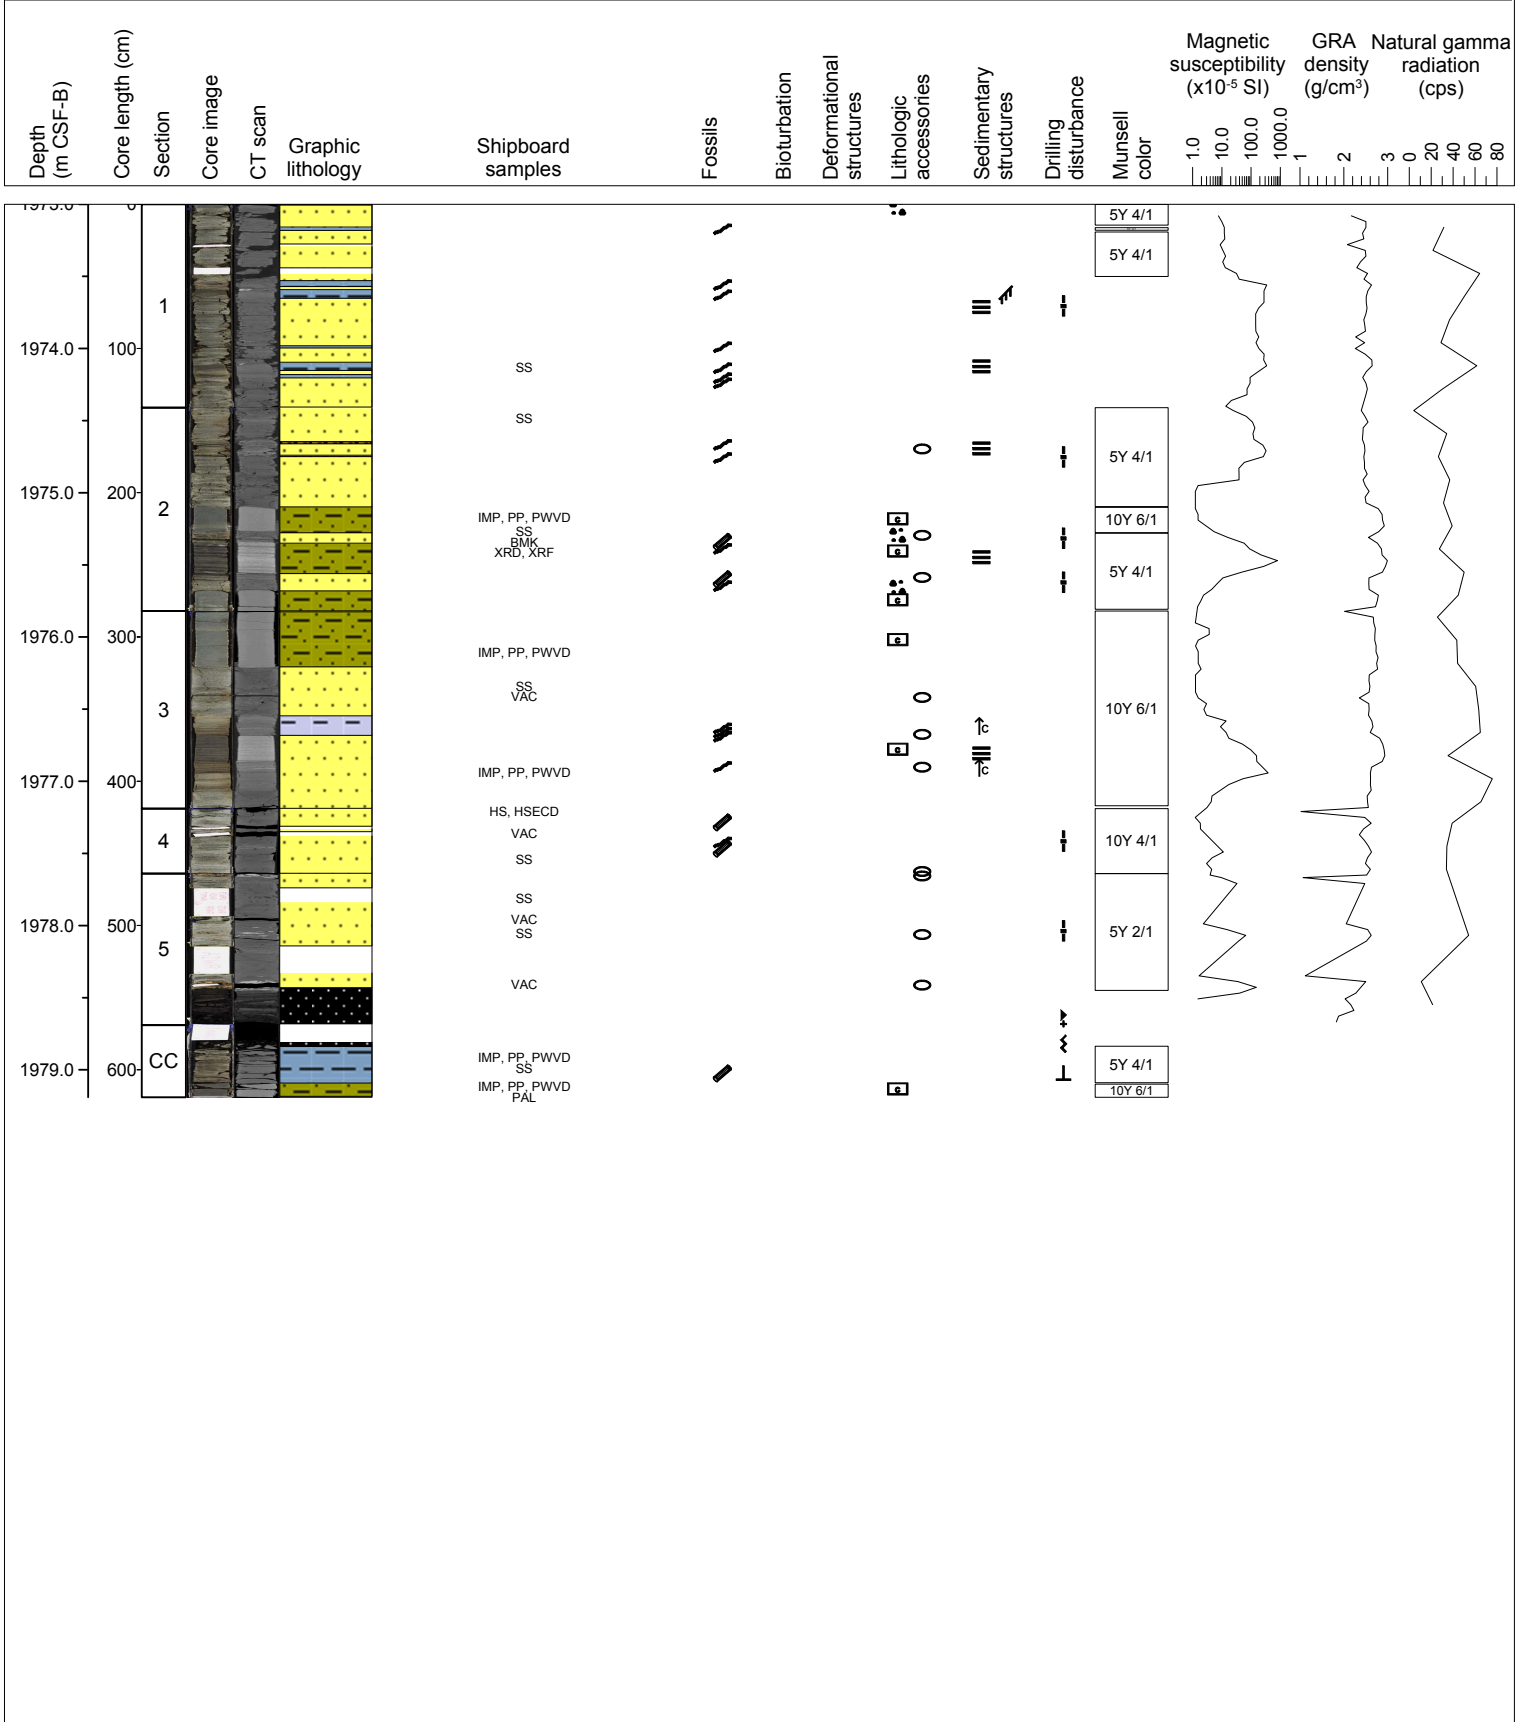 Depth
(m CSF-B)
Core length (cm)
Section
Core image
CT scan
Graphic
lithology
Shipboard
samples
Fossils
Bioturbation
Deformational
structures
Lithologic
accessories
Sedimentary
structures
Drilling
disturbance
Munsell
color
Magnetic
susceptibility
(x10⁻⁵ SI)
1.0
10.0
100.0
1000.0
GRA
density
(g/cm³)
1
2
3
Natural gamma
radiation
(cps)
0
20
40
60
80
1973.0
1974.0
1975.0
1976.0
1977.0
1978.0
1979.0
0
100
200
300
400
500
600
1
2
3
4
5
CC
SS
SS
IMP, PP, PWVD
SS
BMK
XRD, XRF
IMP, PP, PWVD
SS
VAC
IMP, PP, PWVD
HS, HSECD
VAC
SS
SS
VAC
SS
VAC
IMP, PP, PWVD
SS
IMP, PP, PWVD
PAL
c
c
c
c
c
c
c
c
5Y 4/1
5Y 4/1
5Y 4/1
10Y 6/1
5Y 4/1
10Y 6/1
10Y 4/1
5Y 2/1
5Y 4/1
10Y 6/1